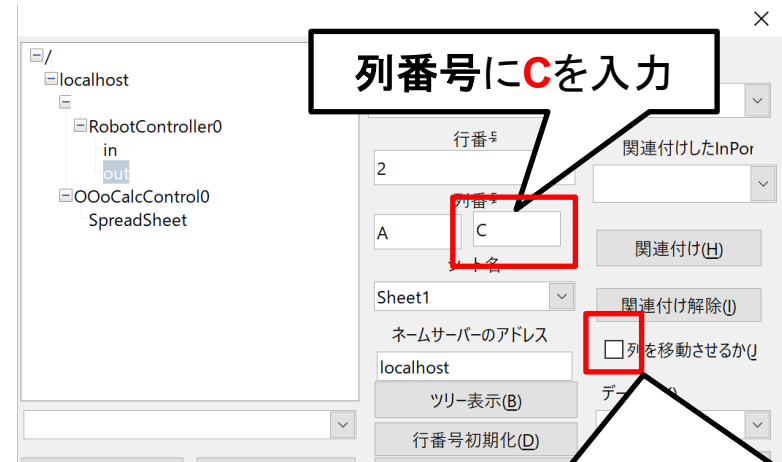 列番号にCを入力
/
localhost
RobotController0
in
out
OOoCalcControl0
SpreadSheet
行番号
2
列番号
A
C
シート名
Sheet1
ネームサーバーのアドレス
localhost
ツリー表示(B)
行番号初期化(D)
関連付けしたInPor
関連付け(H)
関連付け解除(I)
列を移動させるか(J
デー